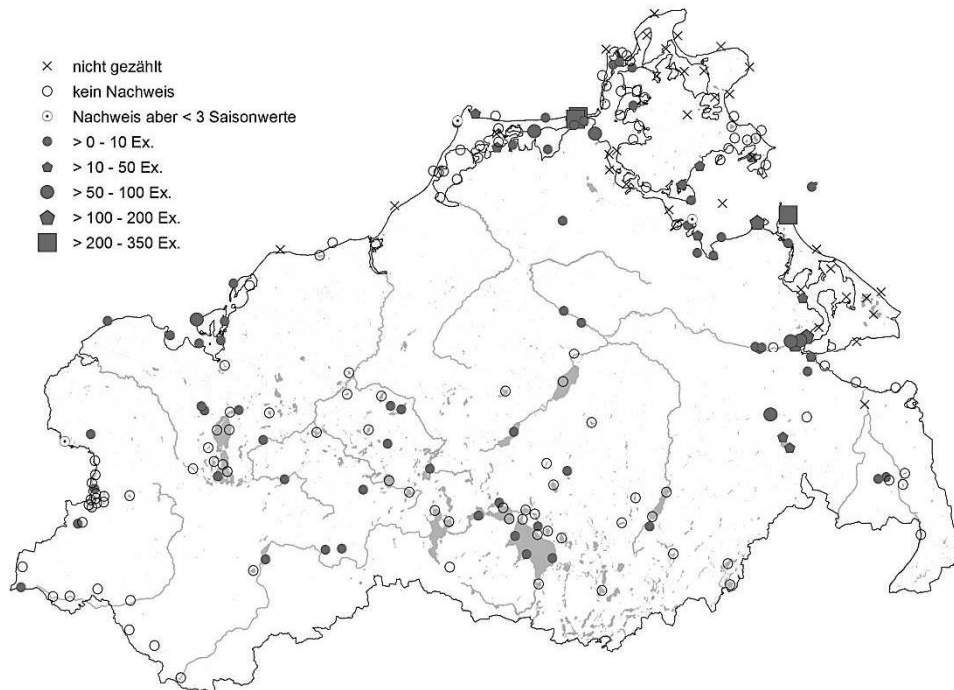 nicht gezählt
kein Nachweis
Nachweis aber < 3 Saisonwerte
> 0 - 10 Ex.
> 10 - 50 Ex.
> 50 - 100 Ex.
> 100 - 200 Ex.
> 200 - 350 Ex.